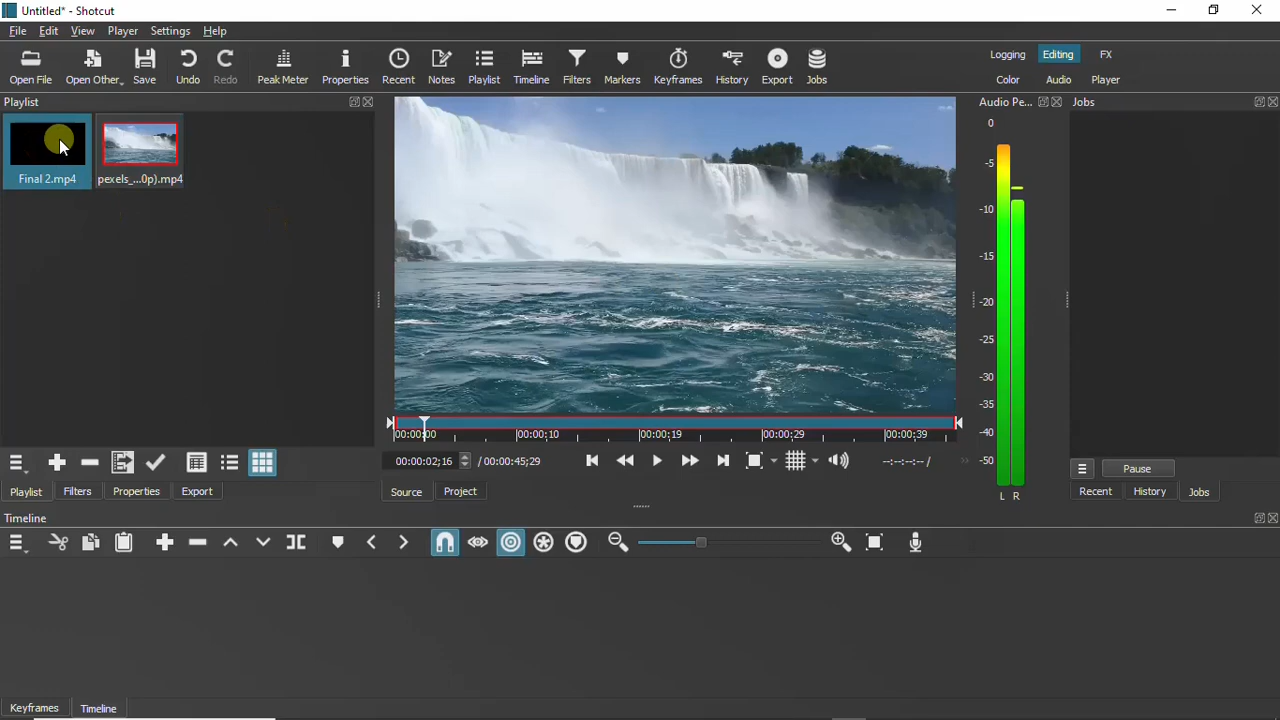 Untitled* - Shotcut
File Edit View Player Settings Help
Open File Open Other.. Save Undo Redo Peak Meter Properties Recent Notes Playlist Timeline Filters Markers Keyframes History Export Jobs
Logging Editing FX
Color Audio Player
Playlist
Final 2.mp4
pexels_...0p).mp4
Playlist Filters Properties Export
00:00:00 00:00:10 00:00:19 00:00:29 00:00:39
00:00:02;16 / 00:00:45;29
--:--:--:-- /
»
Source Project
Audio Pe...
0
-5
-10
-15
-20
-25
-30
-35
-40
-50
L R
Jobs
Pause
Recent History Jobs
Timeline
Keyframes Timeline